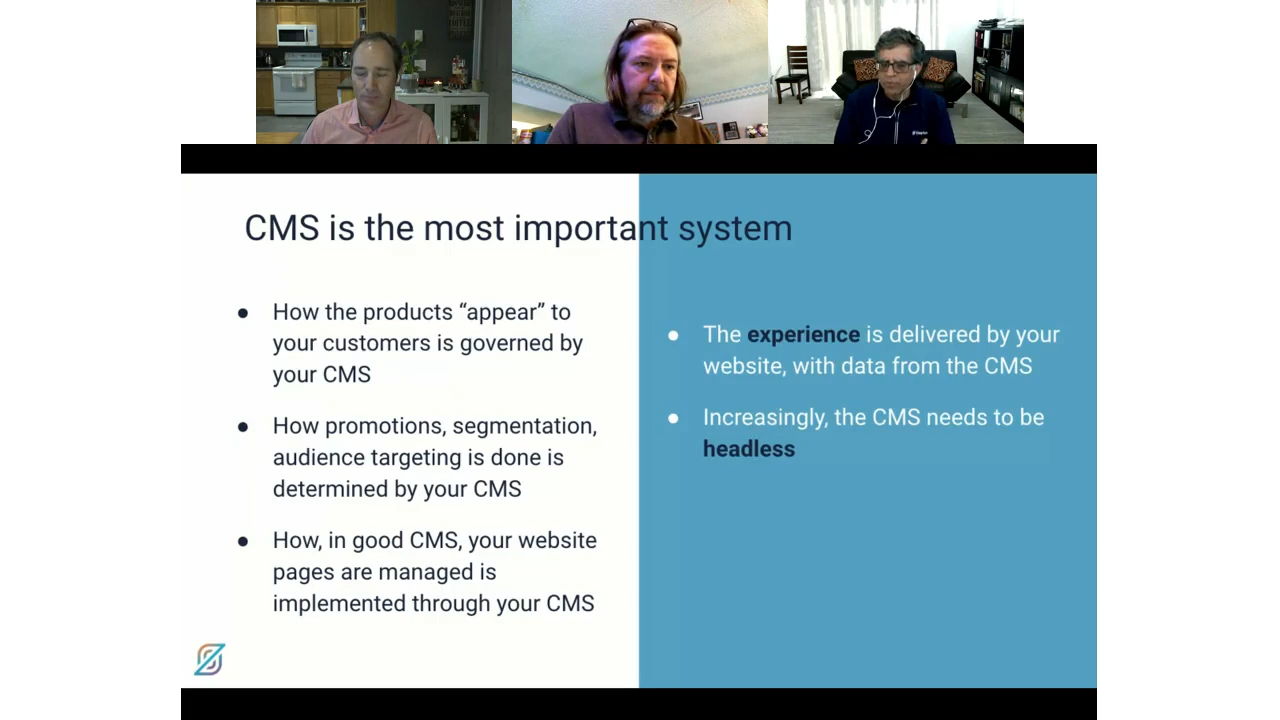 CMS is the most important system
How the products “appear” to
your customers is governed by
your CMS
How promotions, segmentation,
audience targeting is done is
determined by your CMS
How, in good CMS, your website
pages are managed is
implemented through your CMS
The experience is delivered by your
website, with data from the CMS
Increasingly, the CMS needs to be
headless